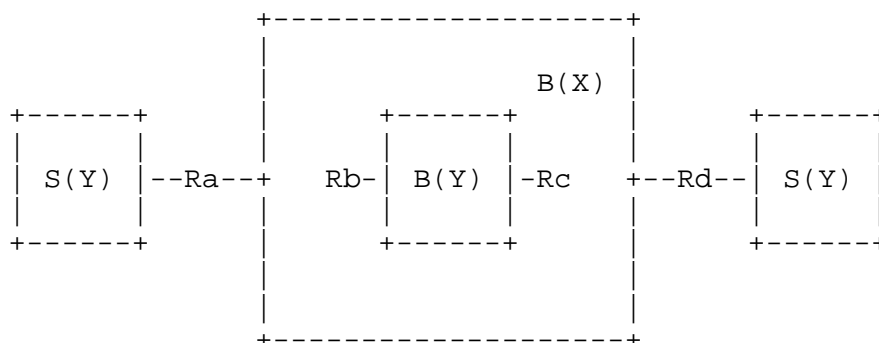 B(X)
S(Y) --Ra--+ Rb- B(Y) -Rc +--Rd-- S(Y)